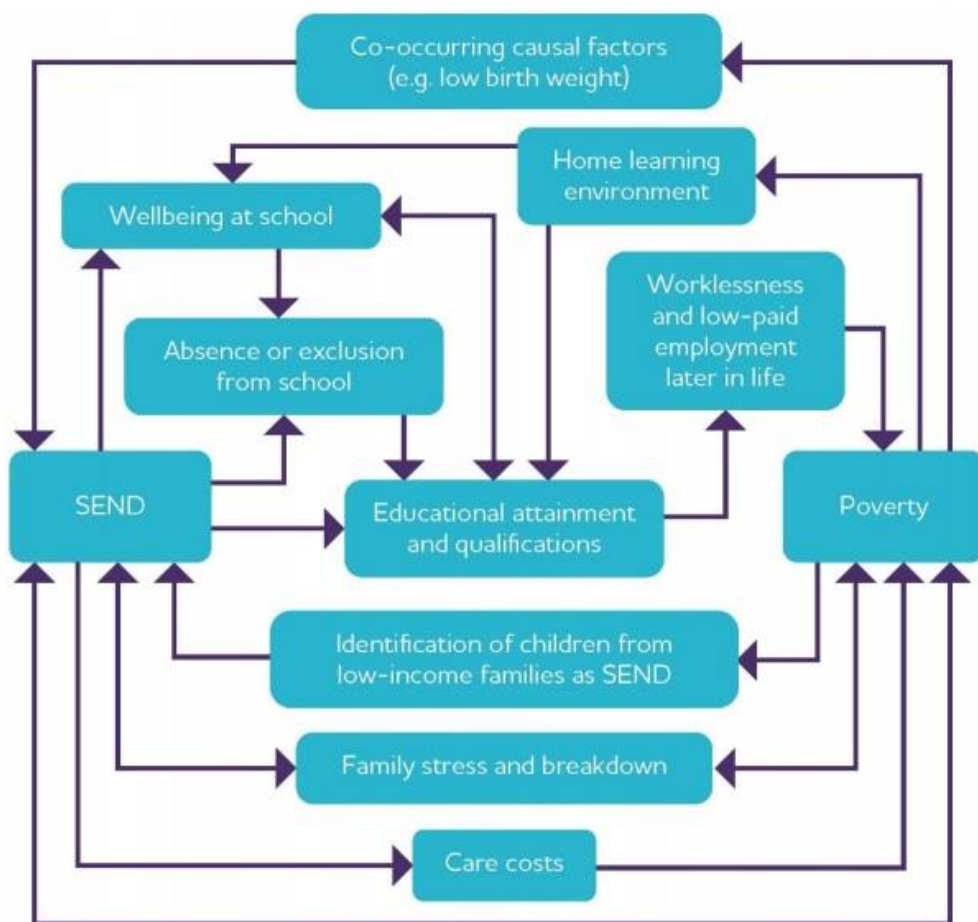 Co-occurring causal factors
(e.g. low birth weight)
Home learning
environment
Wellbeing at school
Worklessness
and low-paid
employment
later in life
Absence or exclusion
from school
SEND
Educational attainment
and qualifications
Poverty
Identification of children from
low-income families as SEND
Family stress and breakdown
Care costs